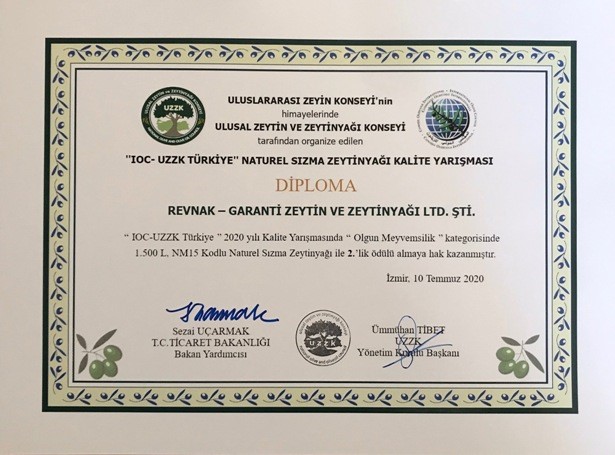 UZZK
ULUSLARARASI ZEYİN KONSEYİ'nin
himayelerinde
ULUSAL ZEYTİN VE ZEYTİNYAĞI KONSEYİ
tarafından organize edilen
"IOC- UZZK TÜRKİYE" NATUREL SIZMA ZEYTİNYAĞI KALİTE YARIŞMASI
DİPLOMA
REVNAK – GARANTİ ZEYTİN VE ZEYTİNYAĞI LTD. ŞTİ.
" IOC-UZZK Türkiye " 2020 yılı Kalite Yarışmasında " Olgun Meyvemsilik " kategorisinde
1.500 L. NM15 Kodlu Naturel Sızma Zeytinyağı ile 2.'lik ödülü almaya hak kazanmıştır.
İzmir, 10 Temmuz 2020
Sezai UÇARMAK
T.C.TİCARET BAKANLIĞI
Bakan Yardımcısı
UZZK
Ümmühan TİBET
UZZK
Yönetim Kurulu Başkanı